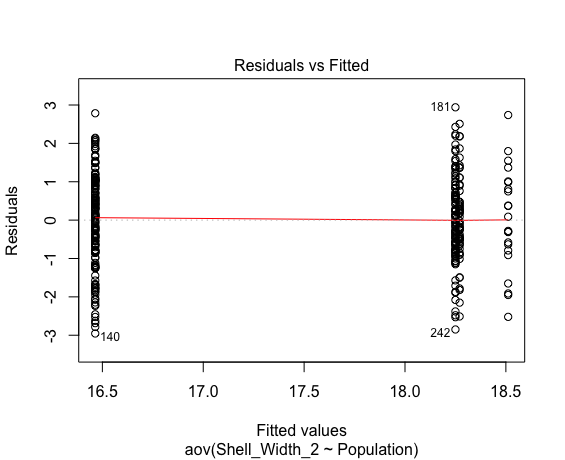 Residuals vs Fitted
Residuals
3
2
1
0
-1
-2
-3
181
140
242
16.5 17.0 17.5 18.0 18.5
Fitted values
aov(Shell_Width_2 ~ Population)